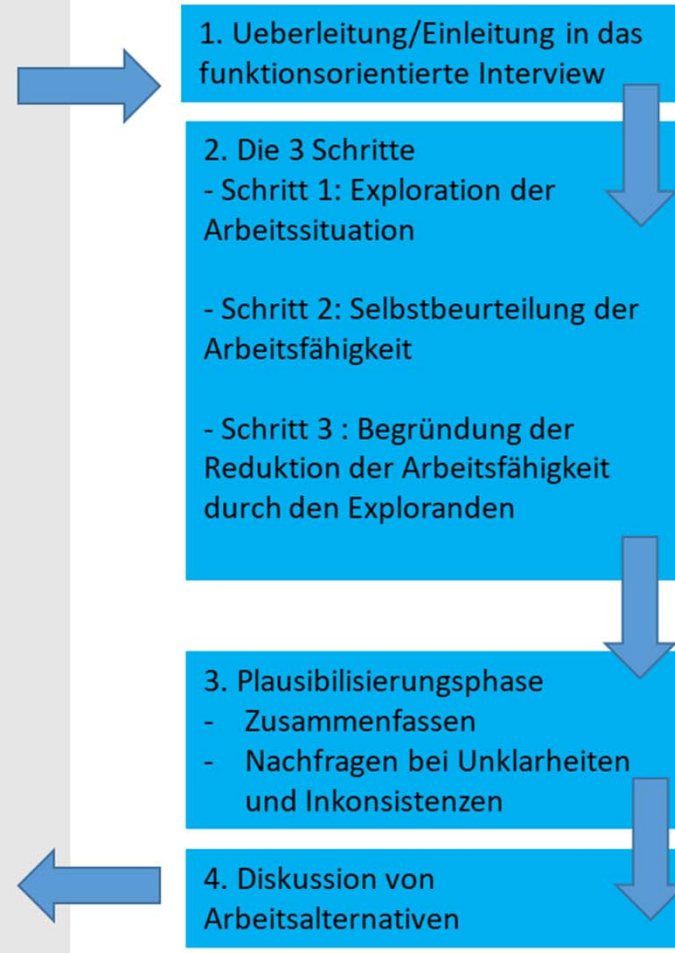 1. Ueberleitung/Einleitung in das
funktionsorientierte Interview
2. Die 3 Schritte
- Schritt 1: Exploration der
Arbeitssituation
- Schritt 2: Selbstbeurteilung der
Arbeitsfähigkeit
- Schritt 3 : Begründung der
Reduktion der Arbeitsfähigkeit
durch den Exploranden
3. Plausibilisierungsphase
- Zusammenfassen
- Nachfragen bei Unklarheiten
und Inkonsistenzen
4. Diskussion von
Arbeitsalternativen